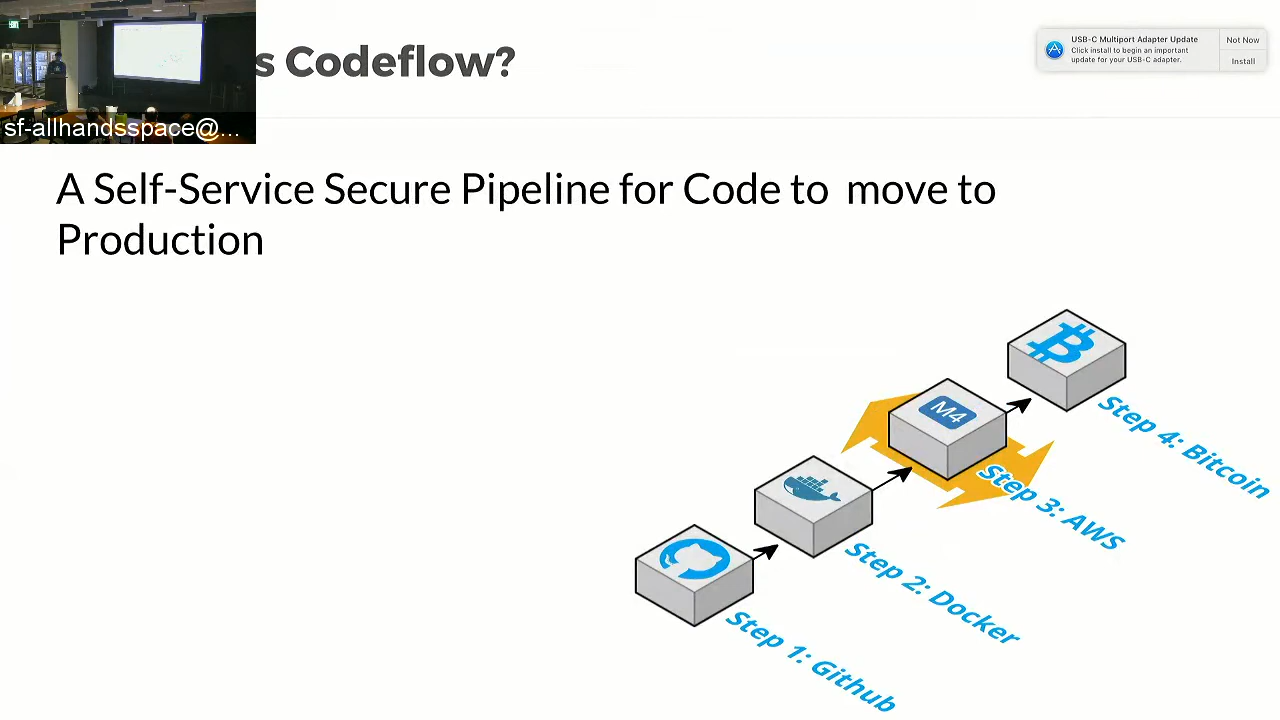 s Codeflow?
USB-C Multiport Adapter Update
Click install to begin an important
update for your USB-C adapter.
Not Now
Install
sf-allhandsspace@...
A Self-Service Secure Pipeline for Code to move to
Production
M4
Step 4: Bitcoin
Step 3: AWS
Step 2: Docker
Step 1: Github